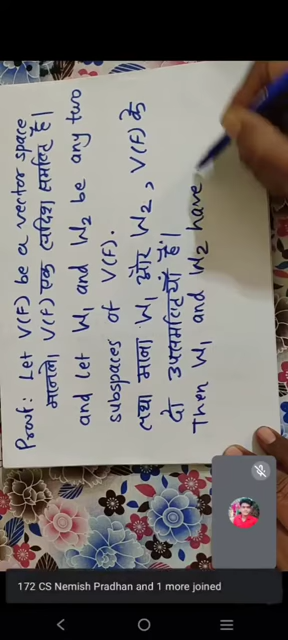 Proof: Let V(F) be a vector space
मानलो V(F) एक सदिश समष्टि है।
and let W₁ and W₂ be any two
subspaces of V(F).
तथा माना W₁ और W₂, V(F) के
दो उपसमष्टियाँ हैं।
Then W₁ and W₂ have
172 CS Nemish Pradhan and 1 more joined